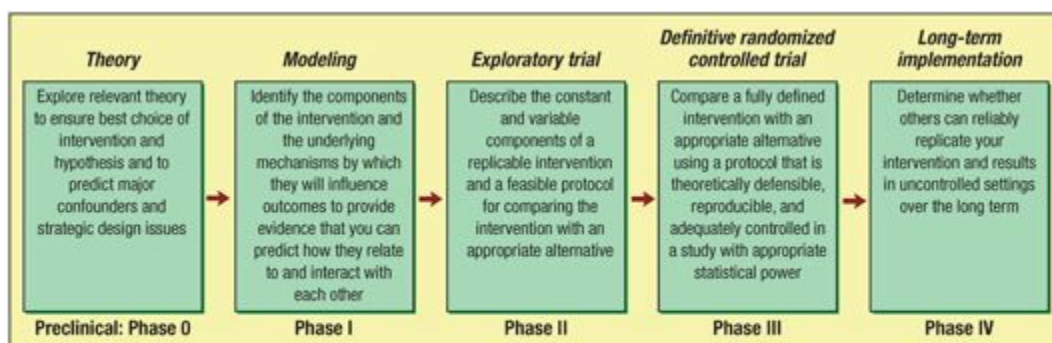 Theory
Explore relevant theory
to ensure best choice of
intervention and
hypothesis and to
predict major
confounders and
strategic design issues
Preclinical: Phase 0
Modeling
Identify the components
of the intervention and
the underlying
mechanisms by which
they will influence
outcomes to provide
evidence that you can
predict how they relate
to and interact with
each other
Phase I
Exploratory trial
Describe the constant
and variable
components of a
replicable intervention
and a feasible protocol
for comparing the
intervention with an
appropriate alternative
Phase II
Definitive randomized
controlled trial
Compare a fully defined
intervention with an
appropriate alternative
using a protocol that is
theoretically defensible,
reproducible, and
adequately controlled in
a study with appropriate
statistical power
Phase III
Long-term
implementation
Determine whether
others can reliably
replicate your
intervention and results
in uncontrolled settings
over the long term
Phase IV